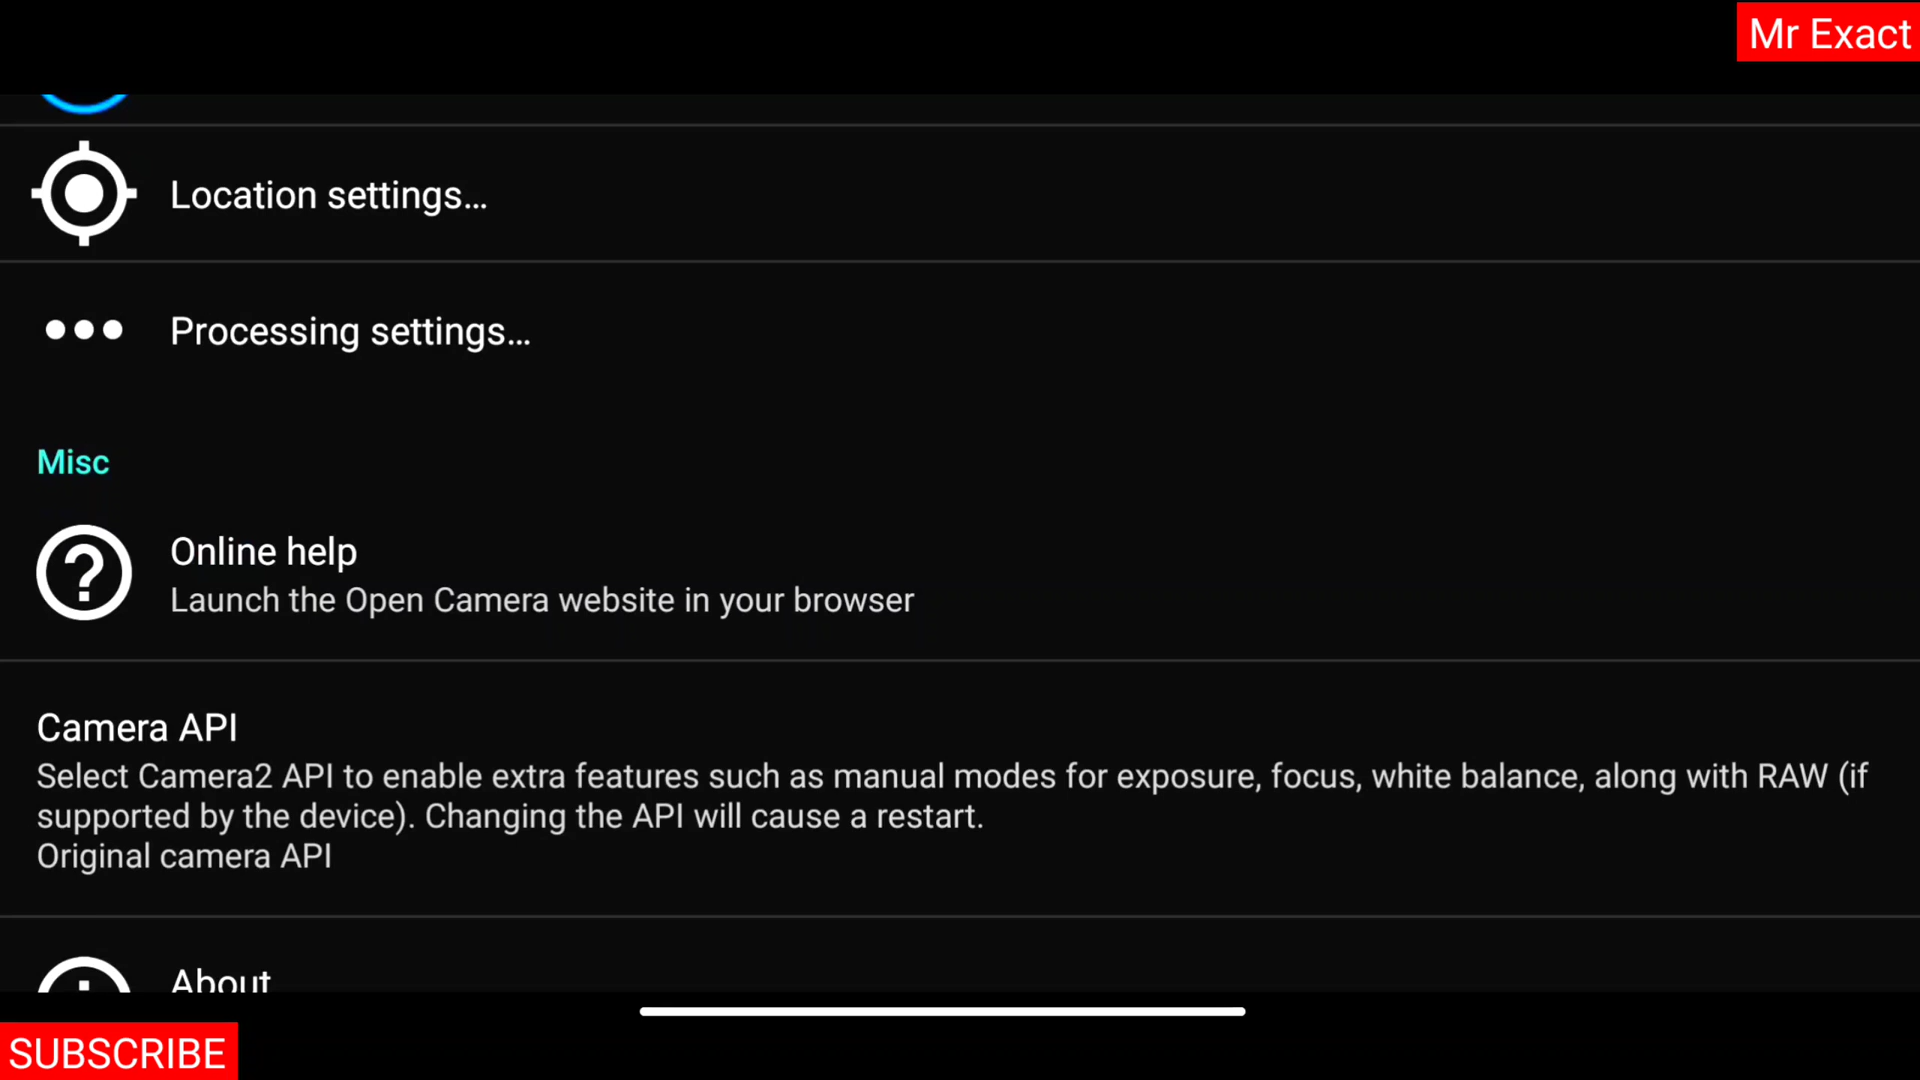 Mr Exact
Location settings...
Processing settings...
Misc
Online help
Launch the Open Camera website in your browser
Camera API
Select Camera2 API to enable extra features such as manual modes for exposure, focus, white balance, along with RAW (if
supported by the device). Changing the API will cause a restart.
Original camera API
About
SUBSCRIBE